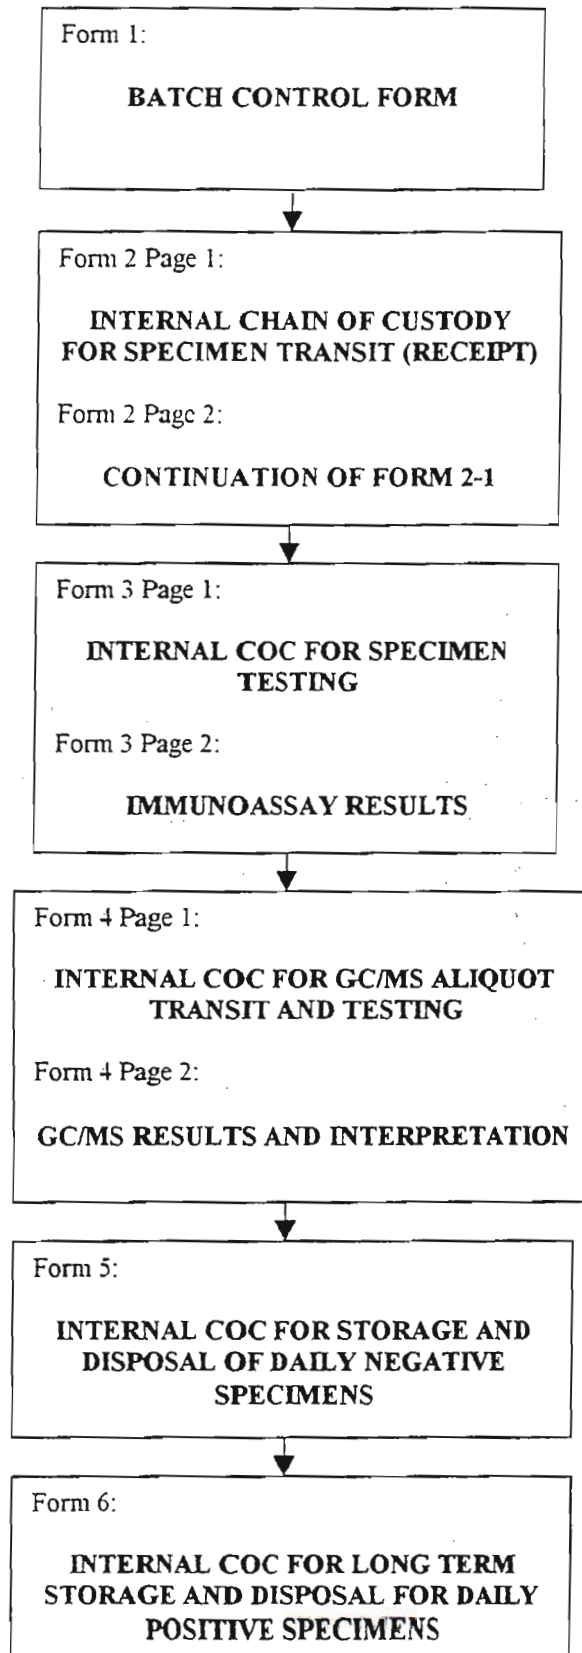 Form 1:
BATCH CONTROL FORM
Form 2 Page 1:
INTERNAL CHAIN OF CUSTODY
FOR SPECIMEN TRANSIT (RECEIPT)
Form 2 Page 2:
CONTINUATION OF FORM 2-1
Form 3 Page 1:
INTERNAL COC FOR SPECIMEN
TESTING
Form 3 Page 2:
IMMUNOASSAY RESULTS
Form 4 Page 1:
INTERNAL COC FOR GC/MS ALIQUOT
TRANSIT AND TESTING
Form 4 Page 2:
GC/MS RESULTS AND INTERPRETATION
Form 5:
INTERNAL COC FOR STORAGE AND
DISPOSAL OF DAILY NEGATIVE
SPECIMENS
Form 6:
INTERNAL COC FOR LONG TERM
STORAGE AND DISPOSAL FOR DAILY
POSITIVE SPECIMENS